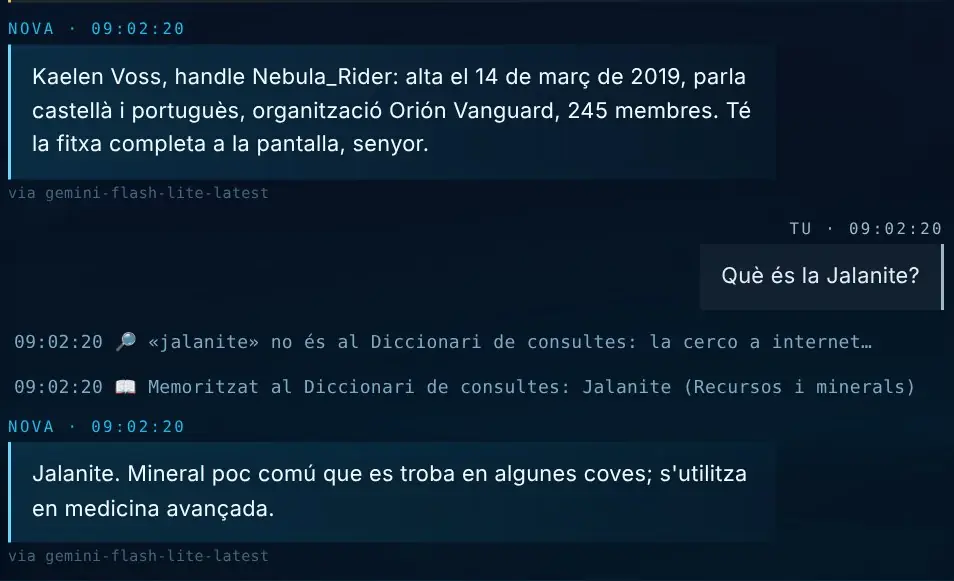 NOVA · 09:02:20
Kaelen Voss, handle Nebula_Rider: alta el 14 de març de 2019, parla
castellà i portuguès, organització Orión Vanguard, 245 membres. Té
la fitxa completa a la pantalla, senyor.
via gemini-flash-lite-latest
TU · 09:02:20
Què és la Jalanite?
09:02:20 🔎 «jalanite» no és al Diccionari de consultes: la cerco a internet…
09:02:20 📖 Memoritzat al Diccionari de consultes: Jalanite (Recursos i minerals)
NOVA · 09:02:20
Jalanite. Mineral poc comú que es troba en algunes coves; s'utilitza
en medicina avançada.
via gemini-flash-lite-latest